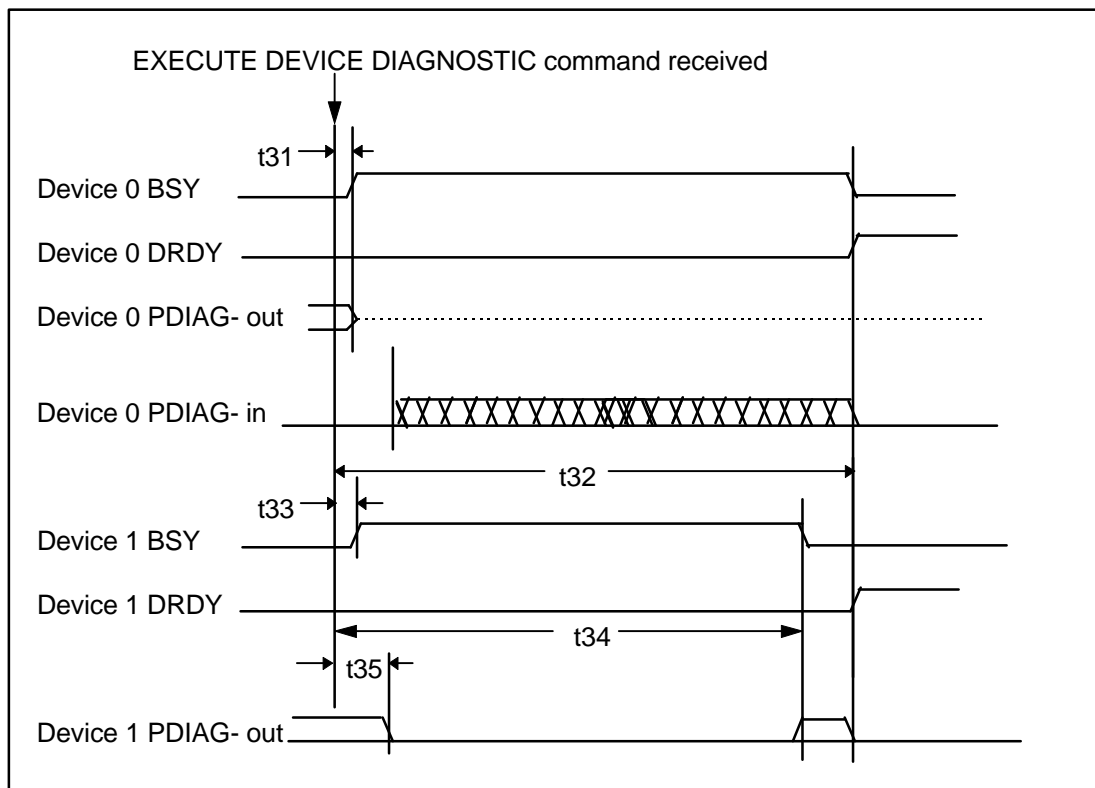 EXECUTE DEVICE DIAGNOSTIC command received
t31
Device 0 BSY
Device 0 DRDY
Device 0 PDIAG- out
Device 0 PDIAG- in
t32
t33
Device 1 BSY
Device 1 DRDY
t34
t35
Device 1 PDIAG- out